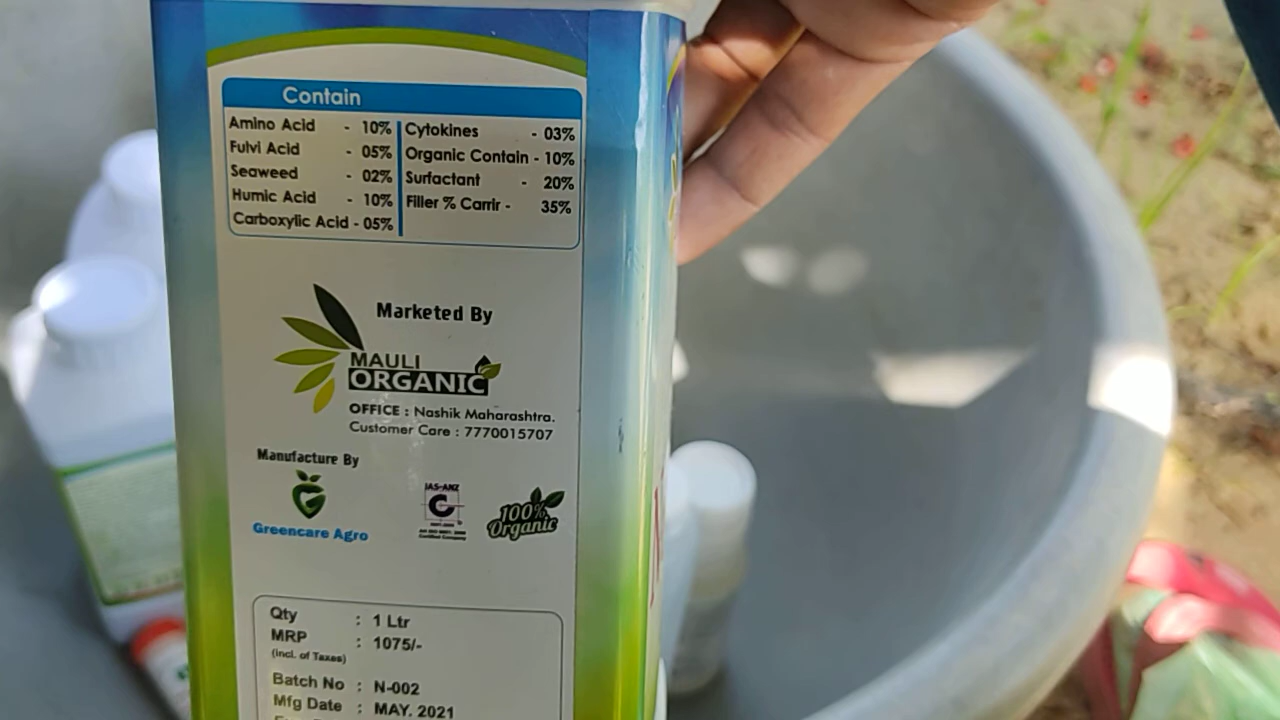 Contain
Amino Acid - 10%
Fulvi Acid - 05%
Seaweed - 02%
Humic Acid - 10%
Carboxylic Acid - 05%
Cytokines - 03%
Organic Contain - 10%
Surfactant - 20%
Filler % Carrir - 35%
Marketed By
MAULI
ORGANIC
OFFICE : Nashik Maharashtra.
Customer Care : 7770015707
Manufacture By
Greencare Agro
JAS-ANZ
Certified Company
100%
Organic
Qty : 1 Ltr
MRP : 1075/-
(incl. of Taxes)
Batch No : N-002
Mfg Date : MAY. 2021